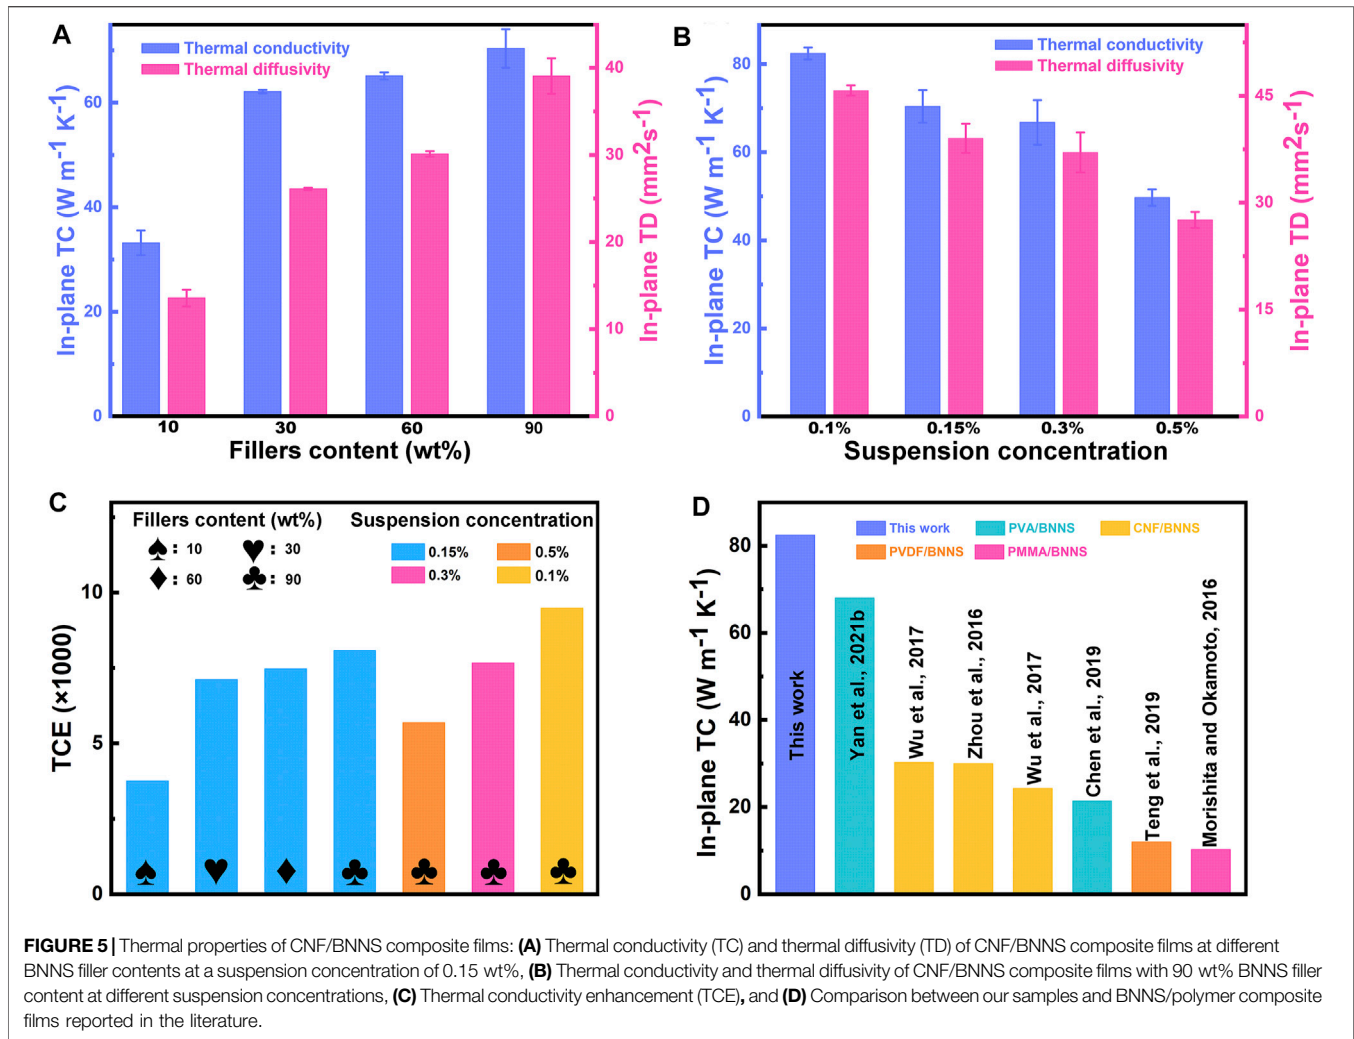 A
Thermal conductivity
Thermal diffusivity
In-plane TC (W m-1 K-1)
In-plane TD (mm2s-1)
60
40
20
0
40
30
20
10
0
10 30 60 90
Fillers content (wt%)
B
Thermal conductivity
Thermal diffusivity
In-plane TC (W m-1 K-1)
In-plane TD (mm2s-1)
80
60
40
20
0
45
30
15
0
0.1% 0.15% 0.3% 0.5%
Suspension concentration
C
Fillers content (wt%) Suspension concentration
♠: 10 ♥: 30 0.15% 0.5%
♦: 60 ♣: 90 0.3% 0.1%
TCE (×1000)
10
5
0
♠ ♥ ♦ ♣ ♣ ♣ ♣
D
This work PVA/BNNS CNF/BNNS
PVDF/BNNS PMMA/BNNS
In-plane TC (W m-1 K-1)
80
60
40
20
0
This work
Yan et al., 2021b
Wu et al., 2017
Zhou et al., 2016
Wu et al., 2017
Chen et al., 2019
Teng et al., 2019
Morishita and Okamoto, 2016
FIGURE 5 | Thermal properties of CNF/BNNS composite films: (A) Thermal conductivity (TC) and thermal diffusivity (TD) of CNF/BNNS composite films at different
BNNS filler contents at a suspension concentration of 0.15 wt%, (B) Thermal conductivity and thermal diffusivity of CNF/BNNS composite films with 90 wt% BNNS filler
content at different suspension concentrations, (C) Thermal conductivity enhancement (TCE), and (D) Comparison between our samples and BNNS/polymer composite
films reported in the literature.